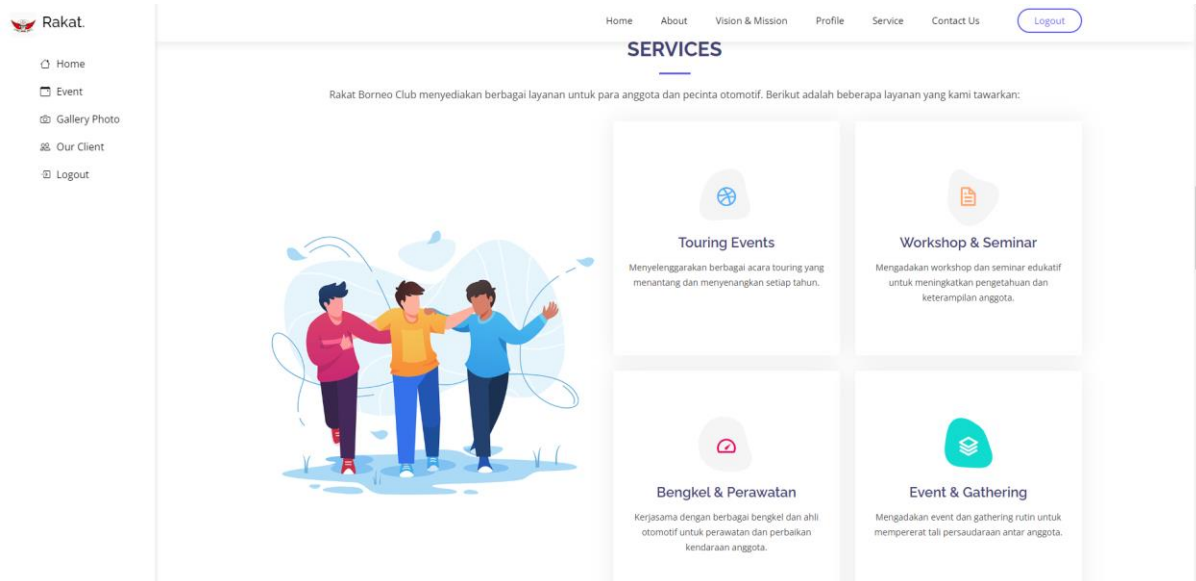 Rakat.
Home About Vision & Mission Profile Service Contact Us Logout
Home
Event
Gallery Photo
Our Client
Logout
SERVICES
Rakat Borneo Club menyediakan berbagai layanan untuk para anggota dan pecinta otomotif. Berikut adalah beberapa layanan yang kami tawarkan:
Touring Events
Menyelenggarakan berbagai acara touring yang
menantang dan menyenangkan setiap tahun.
Workshop & Seminar
Mengadakan workshop dan seminar edukatif
untuk meningkatkan pengetahuan dan
keterampilan anggota.
Bengkel & Perawatan
Kerjasama dengan berbagai bengkel dan ahli
otomotif untuk perawatan dan perbaikan
kendaraan anggota.
Event & Gathering
Mengadakan event dan gathering rutin untuk
mempererat tali persaudaraan antar anggota.